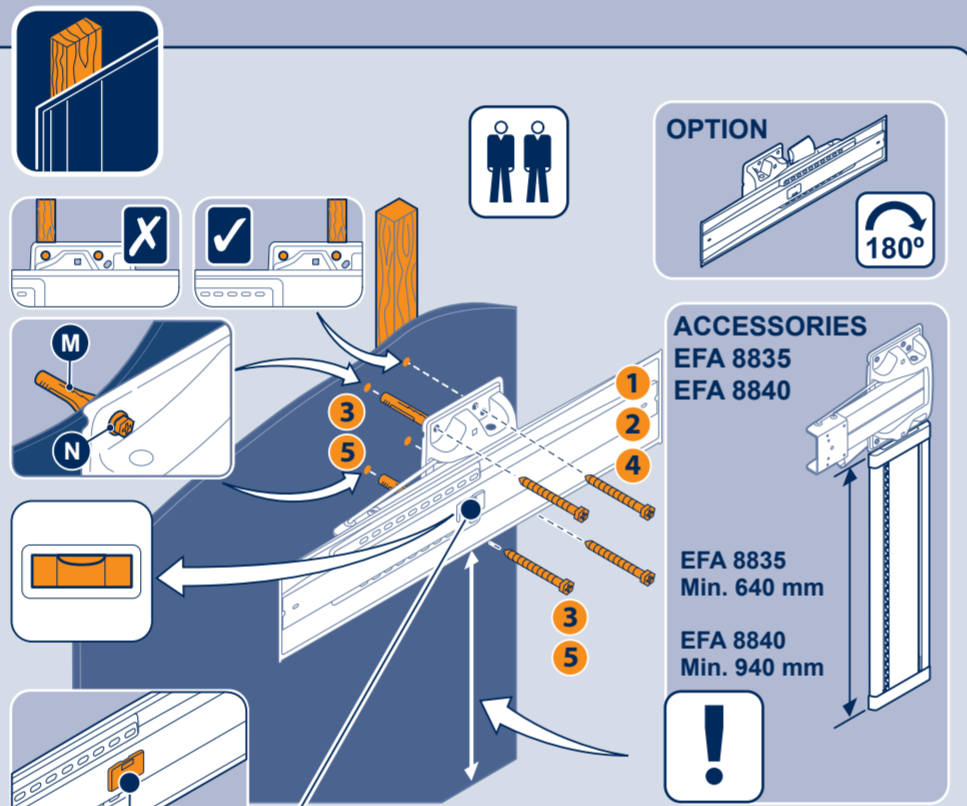 OPTION
180º
M
N
3
5
1
2
4
3
5
ACCESSORIES
EFA 8835
EFA 8840
EFA 8835
Min. 640 mm
EFA 8840
Min. 940 mm
!